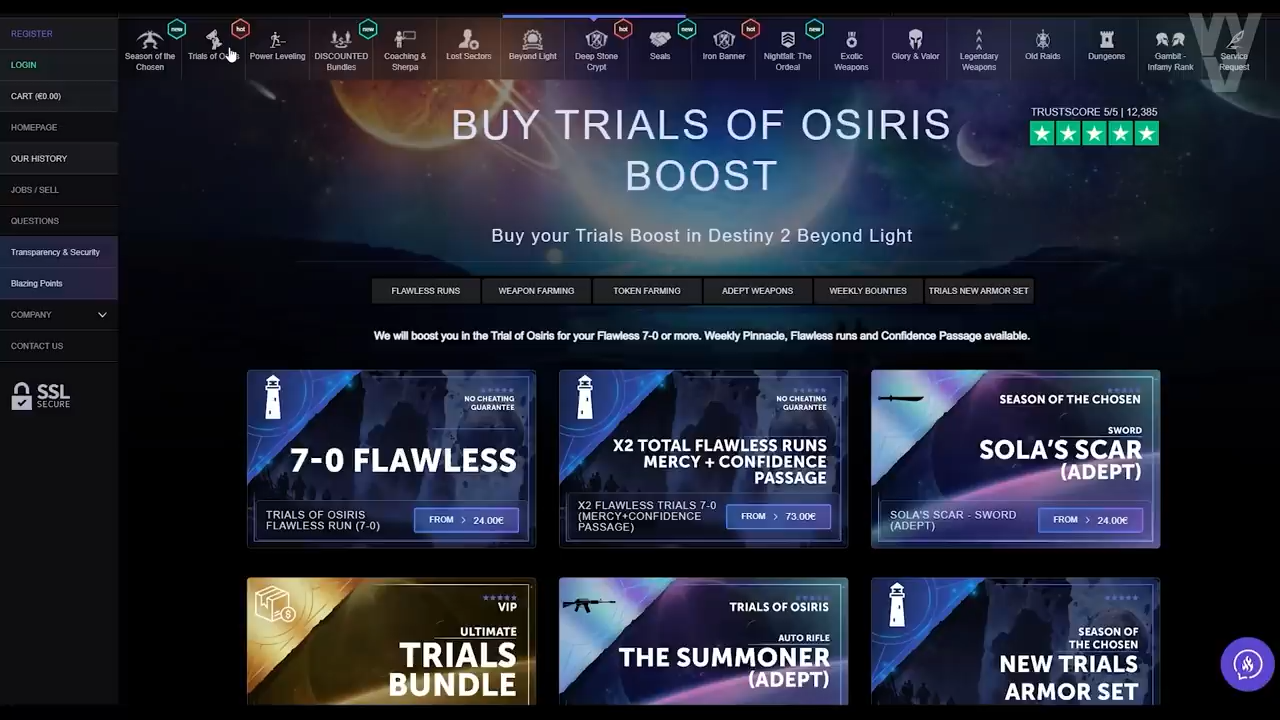 REGISTER
LOGIN
CART (€0.00)
HOMEPAGE
OUR HISTORY
JOBS / SELL
QUESTIONS
Transparency & Security
Blazing Points
COMPANY
CONTACT US
SSL
SECURE
new
hot
new
hot
new
hot
new
Season of the
Chosen
Trials of
Power Leveling
DISCOUNTED
Bundles
Coaching &
Sherpa
Lost Sectors
Beyond Light
Deep Stone
Crypt
Seals
Iron Banner
Nightfall: The
Ordeal
Exotic
Weapons
Glory & Valor
Legendary
Weapons
Old Raids
Dungeons
Gambit -
Infamy Rank
Service
Request
BUY TRIALS OF OSIRIS
BOOST
TRUSTSCORE 5/5 | 12,385
Buy your Trials Boost in Destiny 2 Beyond Light
FLAWLESS RUNS
WEAPON FARMING
TOKEN FARMING
ADEPT WEAPONS
WEEKLY BOUNTIES
TRIALS NEW ARMOR SET
We will boost you in the Trial of Osiris for your Flawless 7-0 or more. Weekly Pinnacle, Flawless runs and Confidence Passage available.
NO CHEATING
GUARANTEE
7-0 FLAWLESS
TRIALS OF OSIRIS
FLAWLESS RUN (7-0)
FROM > 24.00€
NO CHEATING
GUARANTEE
X2 TOTAL FLAWLESS RUNS
MERCY + CONFIDENCE
PASSAGE
X2 FLAWLESS TRIALS 7-0
(MERCY+CONFIDENCE
PASSAGE)
FROM > 73.00€
SEASON OF THE CHOSEN
SWORD
SOLA'S SCAR
(ADEPT)
SOLA'S SCAR - SWORD
(ADEPT)
FROM > 24.00€
VIP
ULTIMATE
TRIALS
BUNDLE
TRIALS OF OSIRIS
AUTO RIFLE
THE SUMMONER
(ADEPT)
SEASON OF
THE CHOSEN
NEW TRIALS
ARMOR SET